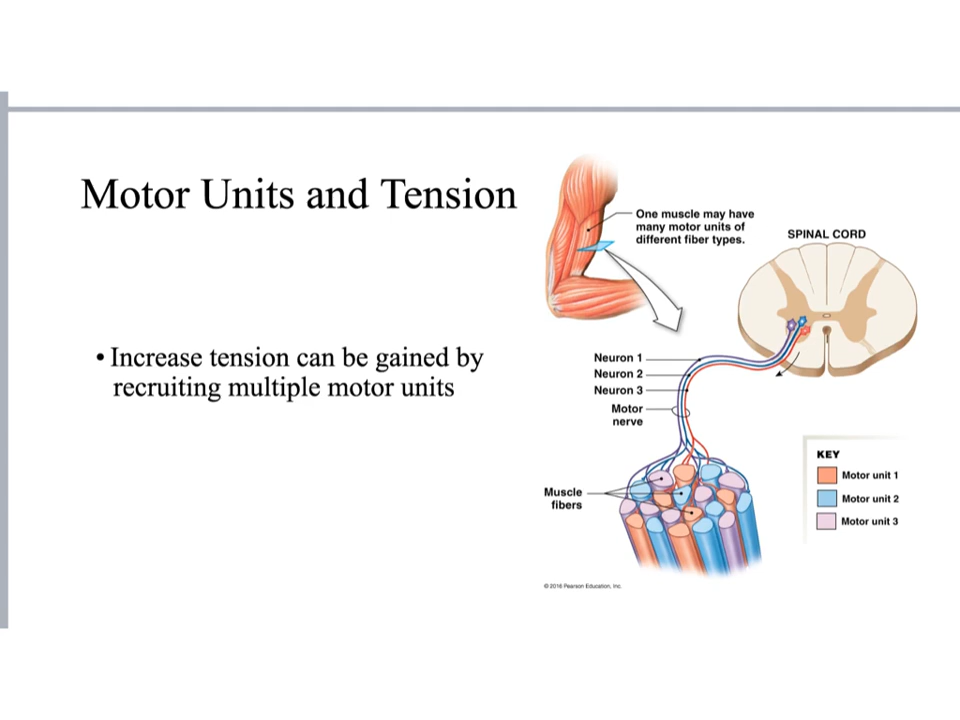 Motor Units and Tension
• Increase tension can be gained by
recruiting multiple motor units
One muscle may have
many motor units of
different fiber types.
SPINAL CORD
Neuron 1
Neuron 2
Neuron 3
Motor
nerve
Muscle
fibers
KEY
Motor unit 1
Motor unit 2
Motor unit 3
© 2016 Pearson Education, Inc.